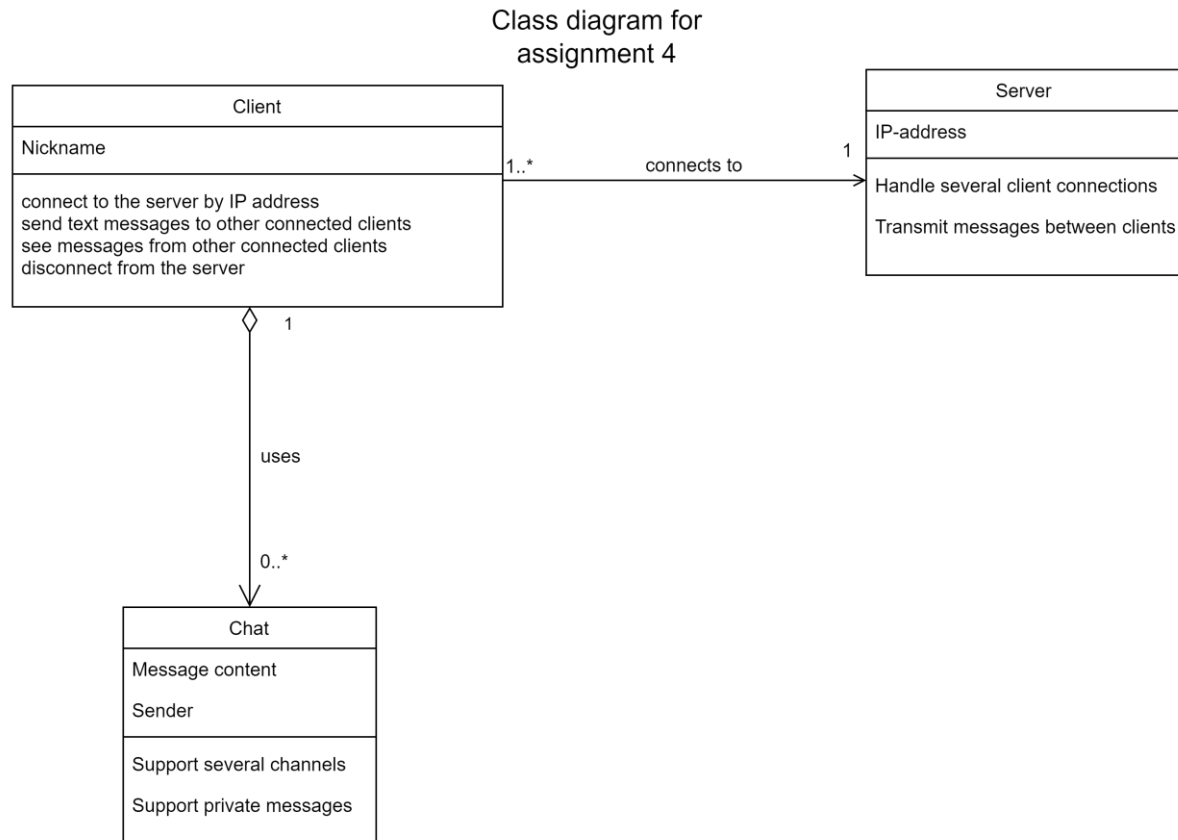 Class diagram for
assignment 4
Client
Nickname
connect to the server by IP address
send text messages to other connected clients
see messages from other connected clients
disconnect from the server
1..*
connects to
1
Server
IP-address
Handle several client connections
Transmit messages between clients
1
uses
0..*
Chat
Message content
Sender
Support several channels
Support private messages